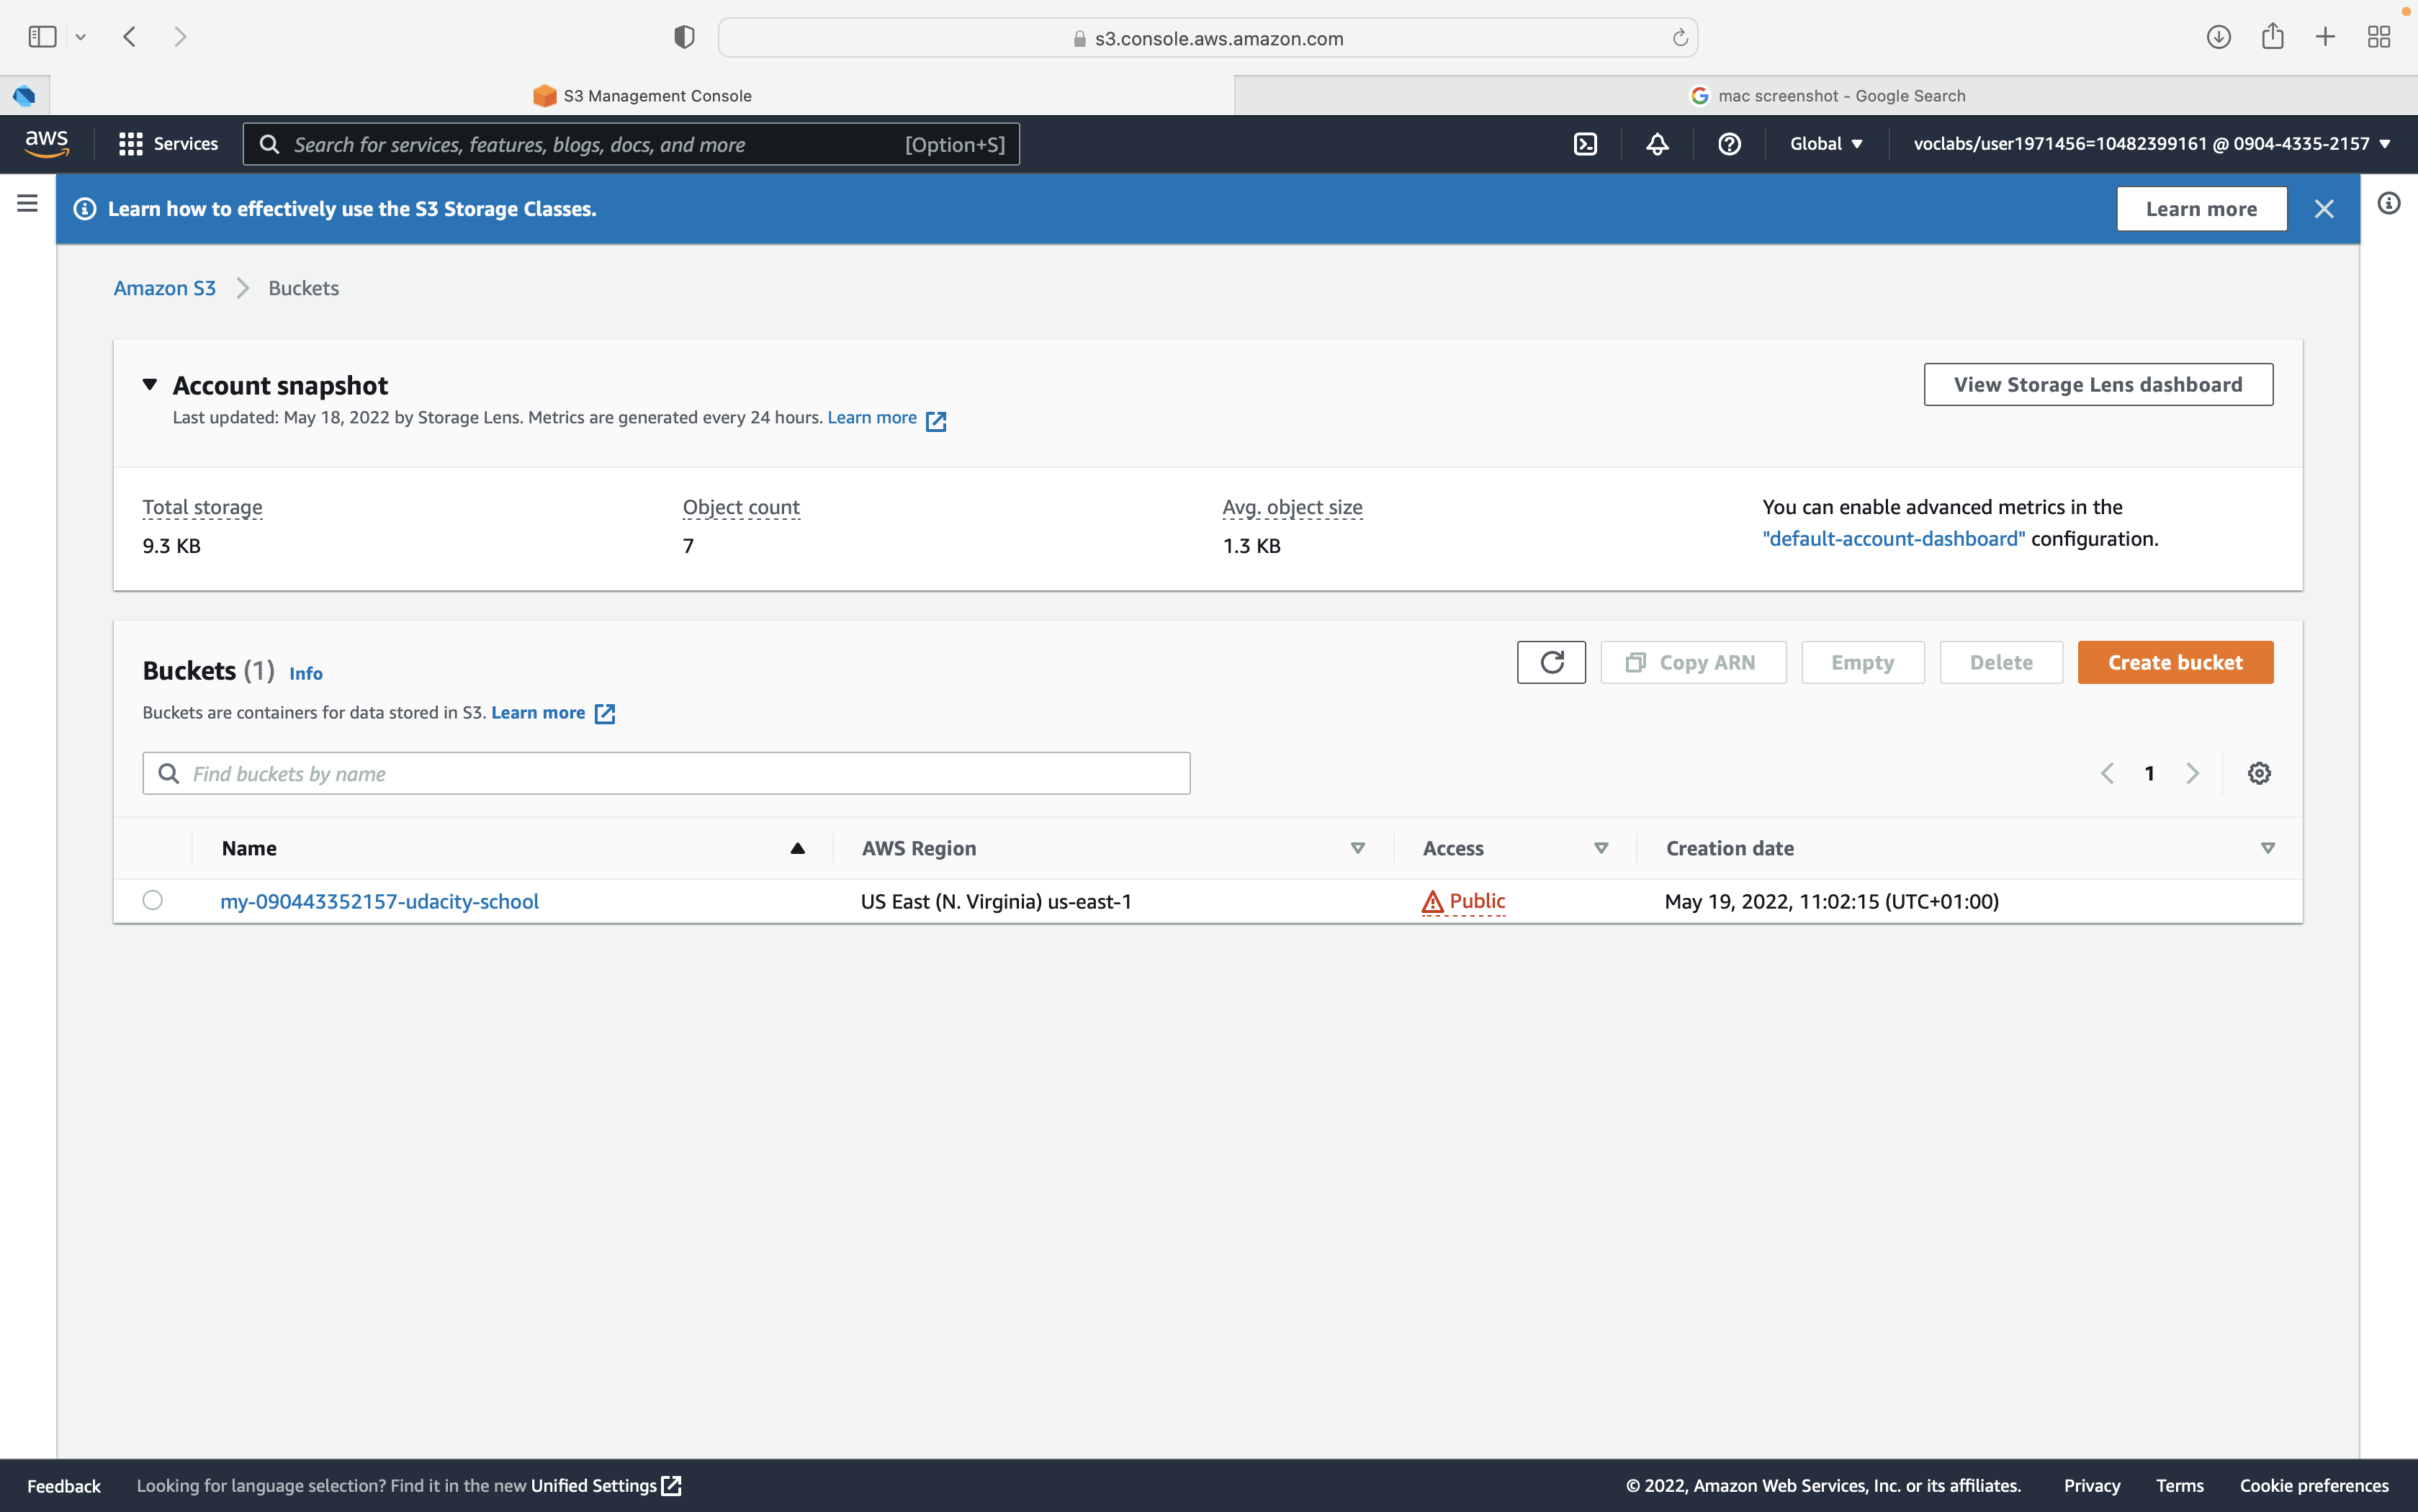 s3.console.aws.amazon.com
S3 Management Console
mac screenshot - Google Search
aws
Services
Search for services, features, blogs, docs, and more
[Option+S]
Global
voclabs/user1971456=10482399161 @ 0904-4335-2157
Learn how to effectively use the S3 Storage Classes.
Learn more
Amazon S3
Buckets
Account snapshot
View Storage Lens dashboard
Last updated: May 18, 2022 by Storage Lens. Metrics are generated every 24 hours. Learn more
Total storage
9.3 KB
Object count
7
Avg. object size
1.3 KB
You can enable advanced metrics in the
"default-account-dashboard" configuration.
Buckets (1) Info
Copy ARN
Empty
Delete
Create bucket
Buckets are containers for data stored in S3. Learn more
Find buckets by name
1
Name
AWS Region
Access
Creation date
my-090443352157-udacity-school
US East (N. Virginia) us-east-1
Public
May 19, 2022, 11:02:15 (UTC+01:00)
Feedback
Looking for language selection? Find it in the new Unified Settings
© 2022, Amazon Web Services, Inc. or its affiliates.
Privacy
Terms
Cookie preferences